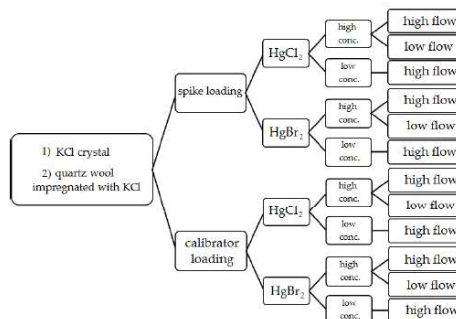 1) KCl crystal
2) quartz wool
impregnated with KCl
spike loading
calibrator
loading
HgCl₂
HgBr₂
HgCl₂
HgBr₂
high
conc.
low
conc.
high
conc.
low
conc.
high
conc.
low
conc.
high
conc.
low
conc.
high flow
low flow
high flow
high flow
low flow
high flow
high flow
low flow
high flow
high flow
low flow
high flow